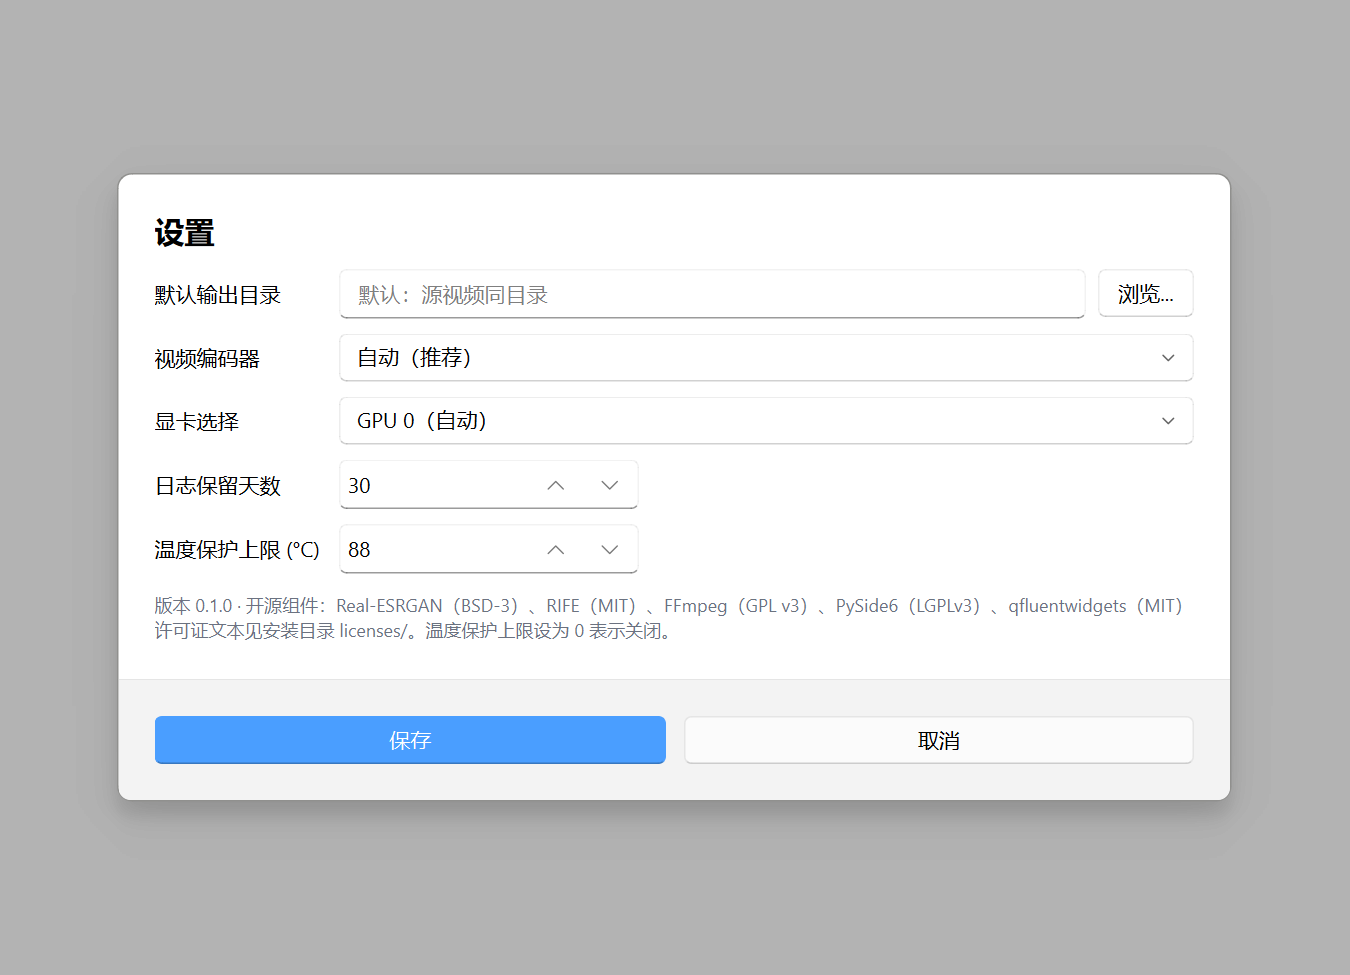 设置
默认输出目录 默认：源视频同目录 浏览...
视频编码器 自动（推荐）
显卡选择 GPU 0（自动）
日志保留天数 30
温度保护上限 (°C) 88
版本 0.1.0 · 开源组件：Real-ESRGAN（BSD-3）、RIFE（MIT）、FFmpeg（GPL v3）、PySide6（LGPLv3）、qfluentwidgets（MIT）
许可证文本见安装目录 licenses/。温度保护上限设为 0 表示关闭。
保存 取消